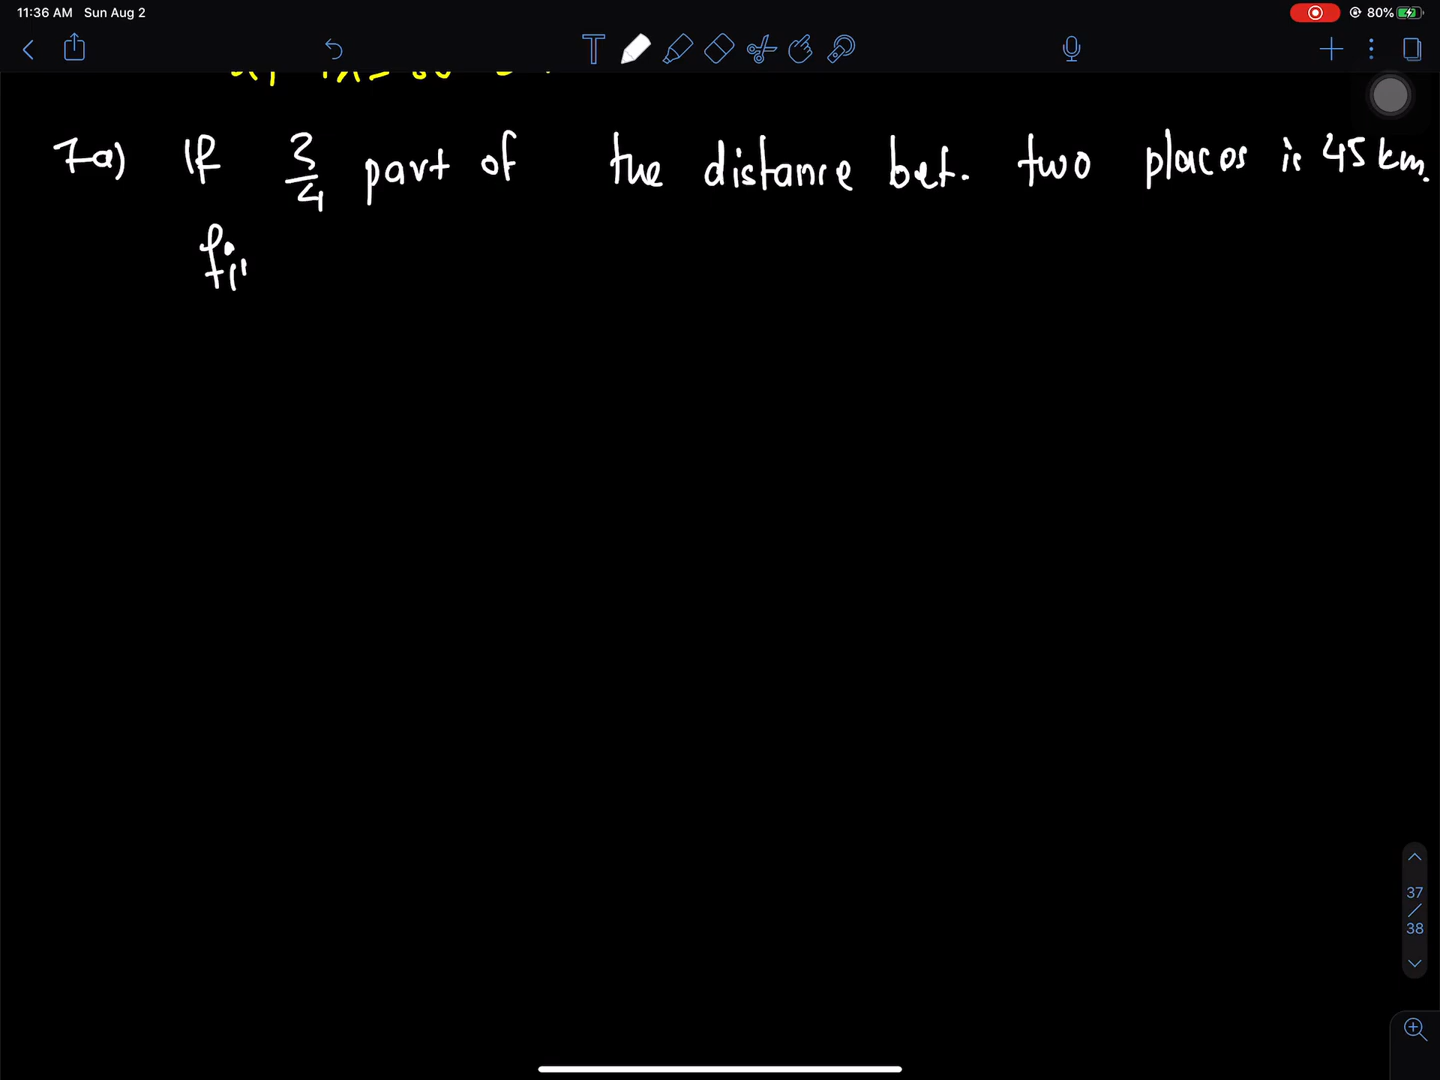 11:36 AM Sun Aug 2
80%
7a) If 3/4 part of the distance bet. two places is 45 km.
fin
37
/
38